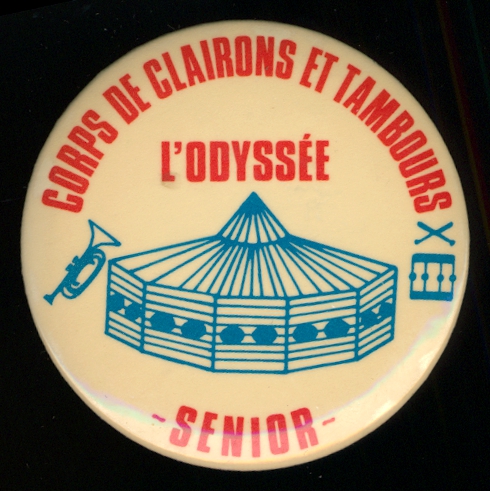 CORPS DE CLAIRONS ET TAMBOURS
L'ODYSSÉE
~SENIOR~